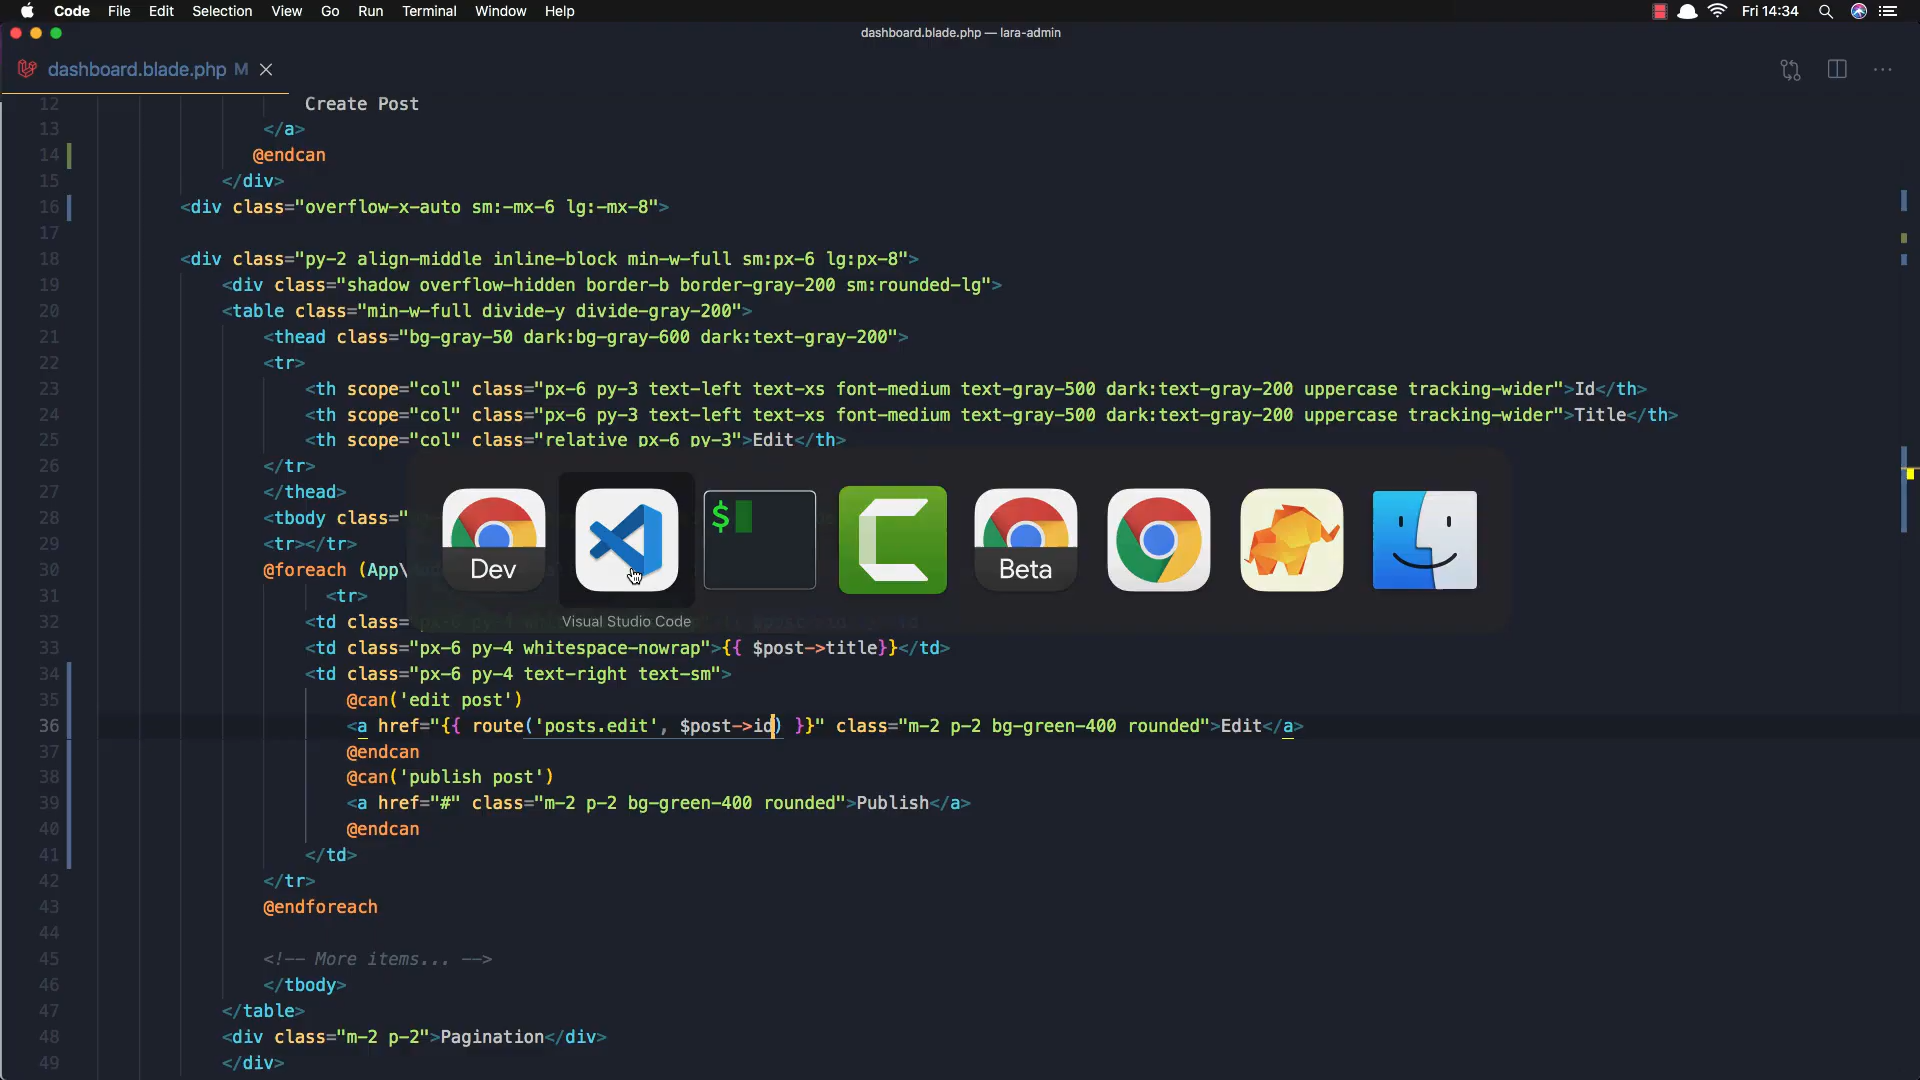 Code File Edit Selection View Go Run Terminal Window Help Fri 14:34
dashboard.blade.php — lara-admin
dashboard.blade.php M
12 Create Post
13 </a>
14 @endcan
15 </div>
16 <div class="overflow-x-auto sm:-mx-6 lg:-mx-8">
17
18 <div class="py-2 align-middle inline-block min-w-full sm:px-6 lg:px-8">
19 <div class="shadow overflow-hidden border-b border-gray-200 sm:rounded-lg">
20 <table class="min-w-full divide-y divide-gray-200">
21 <thead class="bg-gray-50 dark:bg-gray-600 dark:text-gray-200">
22 <tr>
23 <th scope="col" class="px-6 py-3 text-left text-xs font-medium text-gray-500 dark:text-gray-200 uppercase tracking-wider">Id</th>
24 <th scope="col" class="px-6 py-3 text-left text-xs font-medium text-gray-500 dark:text-gray-200 uppercase tracking-wider">Title</th>
25 <th scope="col" class="relative px-6 py-3">Edit</th>
26 </tr>
27 </thead>
28 <tbody class="
29 <tr></tr>
30 @foreach (App\
31 <tr>
32 <td class=
33 <td class="px-6 py-4 whitespace-nowrap">{{ $post->title}}</td>
34 <td class="px-6 py-4 text-right text-sm">
35 @can('edit post')
36 <a href="{{ route('posts.edit', $post->id) }}" class="m-2 p-2 bg-green-400 rounded">Edit</a>
37 @endcan
38 @can('publish post')
39 <a href="#" class="m-2 p-2 bg-green-400 rounded">Publish</a>
40 @endcan
41 </td>
42 </tr>
43 @endforeach
44
45 <!-- More items... -->
46 </tbody>
47 </table>
48 <div class="m-2 p-2">Pagination</div>
49 </div>
Dev $ Beta
Visual Studio Code